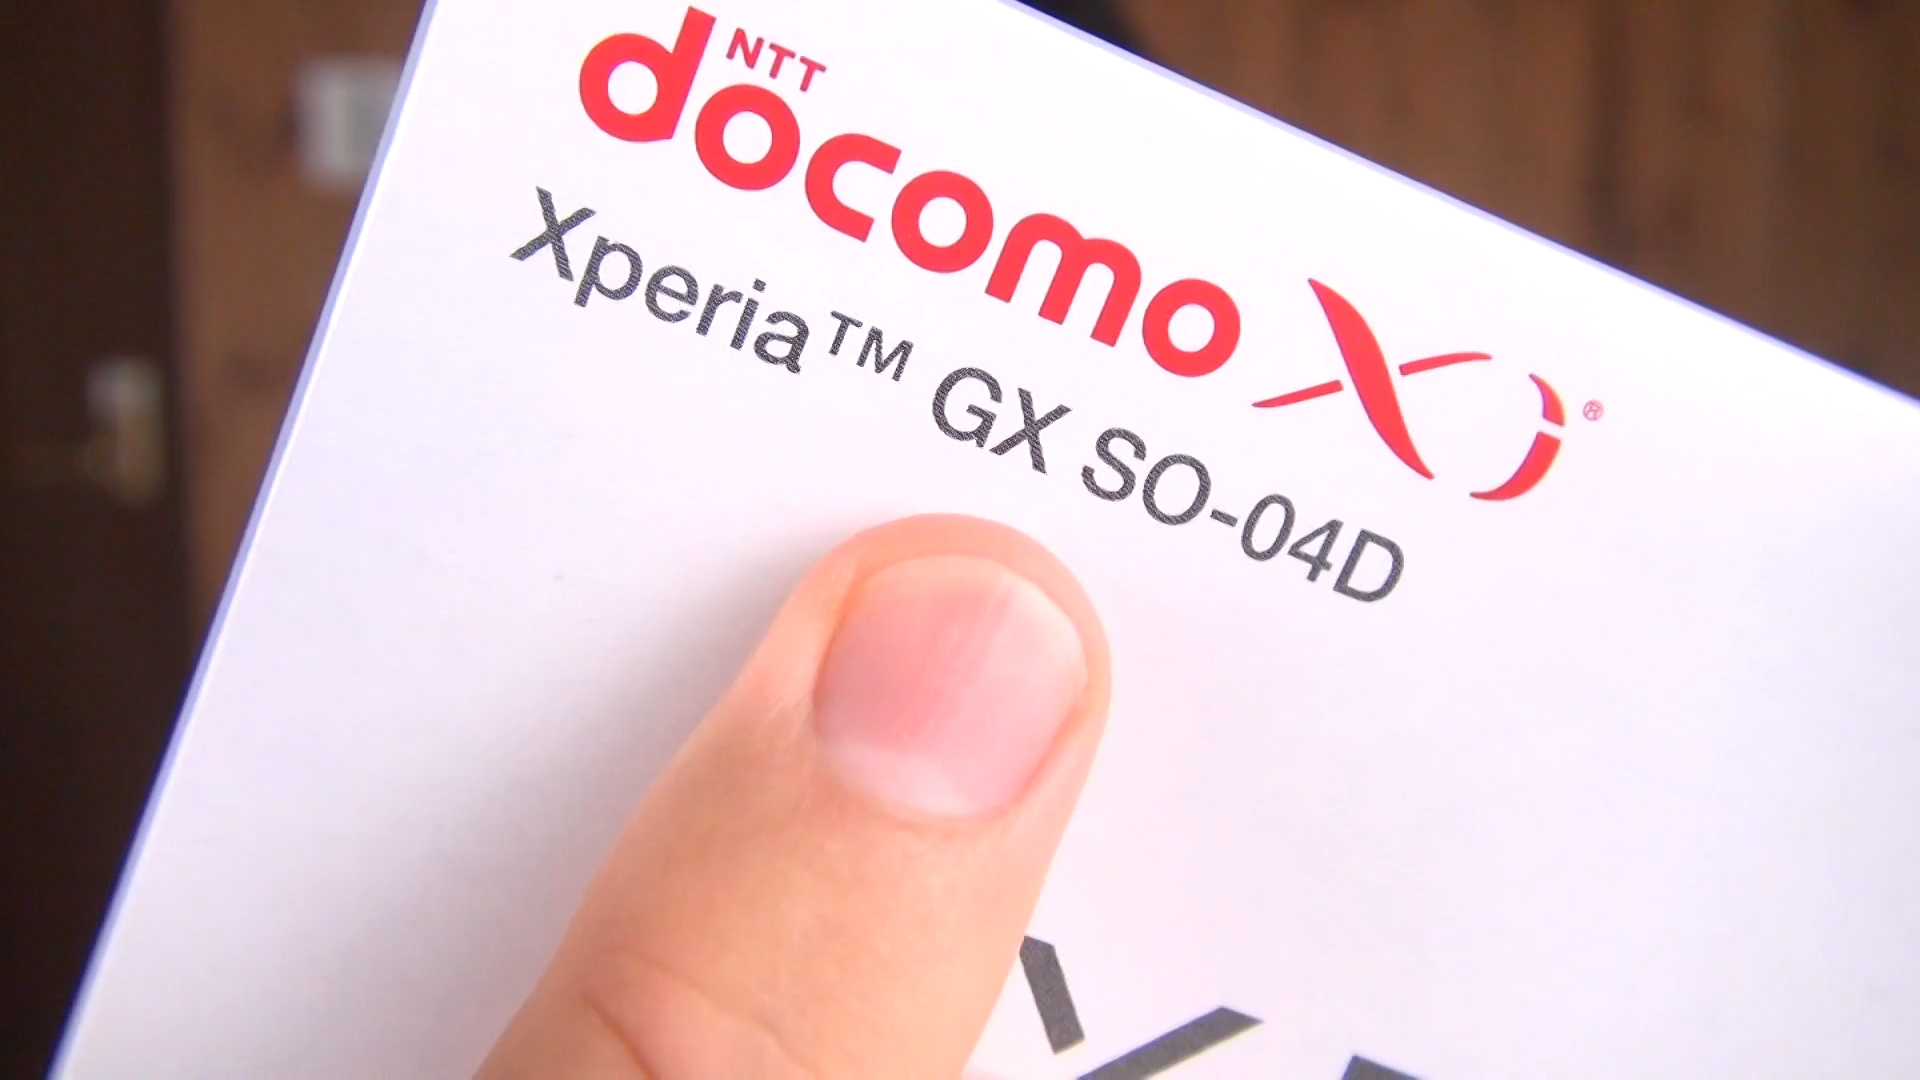 NTT
docomo Xi®
Xperia™ GX SO-04D